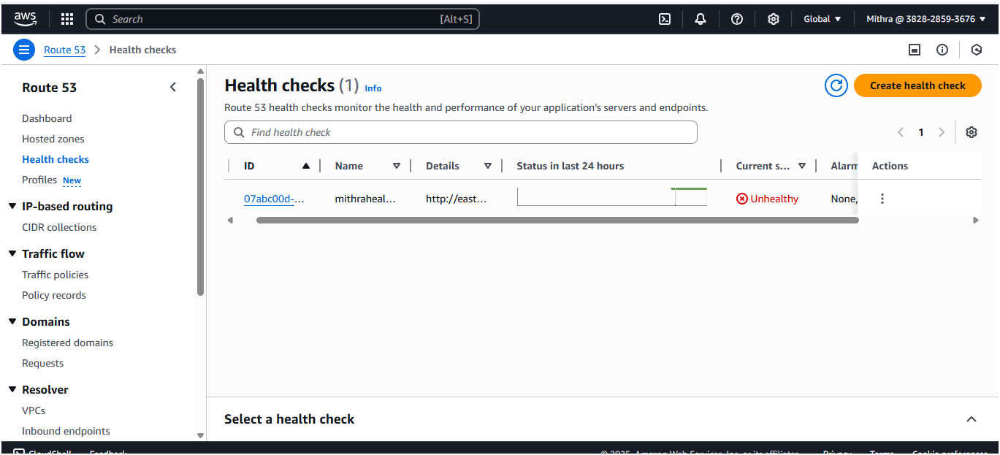 aws Search [Alt+S] Global Mithra @ 3828-2859-3676
Route 53 Health checks
Route 53
Dashboard
Hosted zones
Health checks
Profiles New
IP-based routing
CIDR collections
Traffic flow
Traffic policies
Policy records
Domains
Registered domains
Requests
Resolver
VPCs
Inbound endpoints
Health checks (1) Info
Create health check
Route 53 health checks monitor the health and performance of your application's servers and endpoints.
Find health check
1
ID Name Details Status in last 24 hours Current s... Alarm Actions
07abc00d-... mithraheal... http://east... Unhealthy None,
Select a health check
CloudShell Feedback © 2025, Amazon Web Services, Inc. or its affiliates. Privacy Terms Cookie preferences